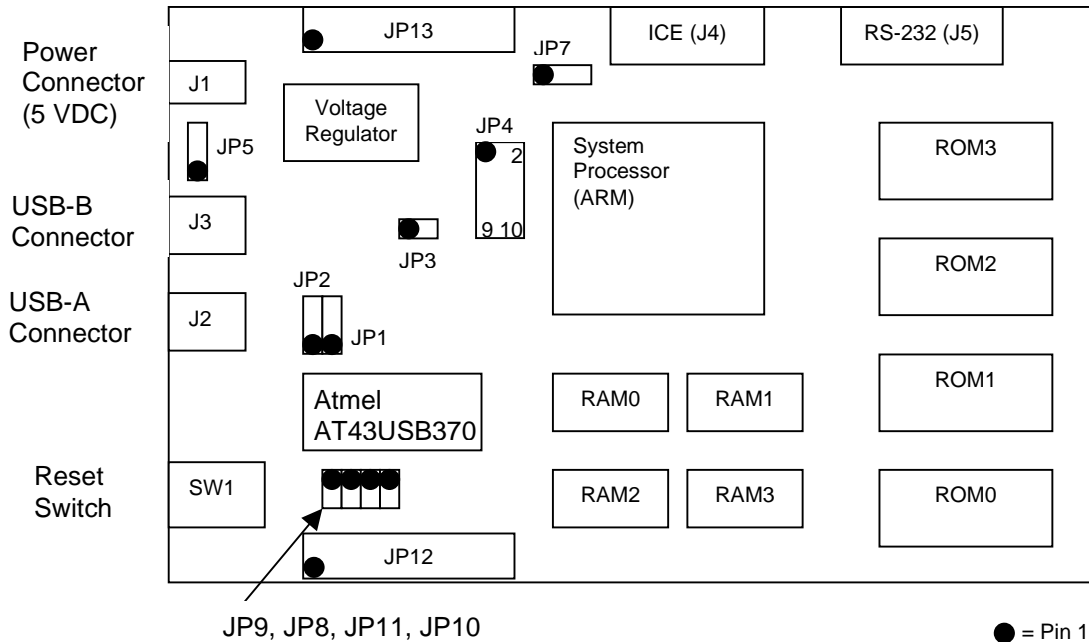 JP13
ICE (J4)
RS-232 (J5)
Power
Connector
(5 VDC)
J1
JP7
Voltage
Regulator
JP5
JP4
2
9 10
System
Processor
(ARM)
ROM3
USB-B
Connector
J3
JP3
ROM2
USB-A
Connector
J2
JP2
JP1
ROM1
Atmel
AT43USB370
RAM0
RAM1
Reset
Switch
SW1
RAM2
RAM3
ROM0
JP12
JP9, JP8, JP11, JP10
= Pin 1